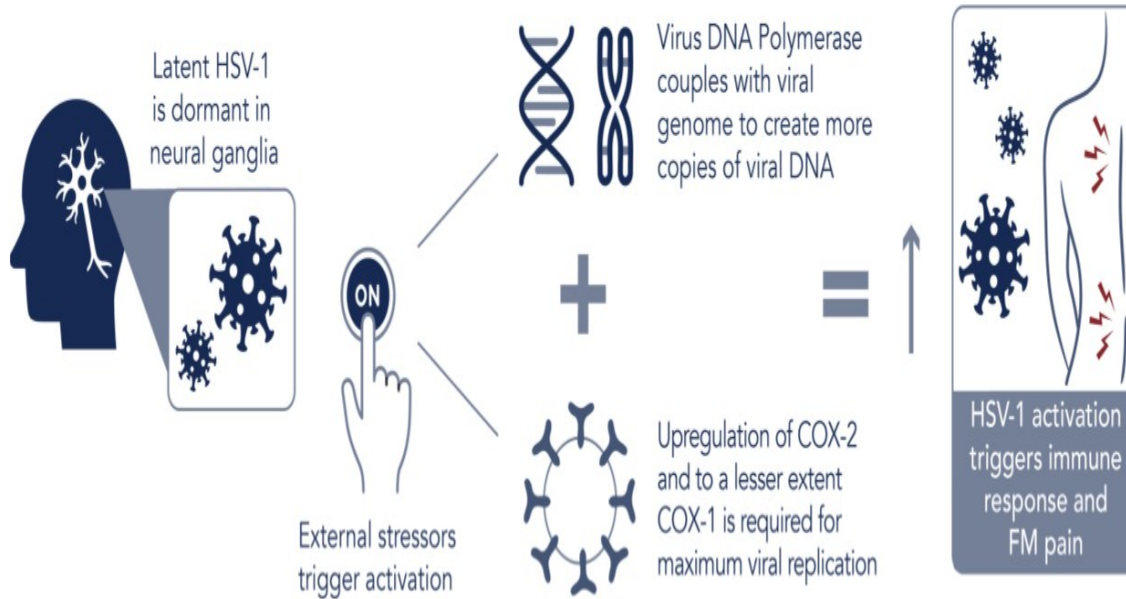 Latent HSV-1
is dormant in
neural ganglia
ON
External stressors
trigger activation
Virus DNA Polymerase
couples with viral
genome to create more
copies of viral DNA
Upregulation of COX-2
and to a lesser extent
COX-1 is required for
maximum viral replication
HSV-1 activation
triggers immune
response and
FM pain